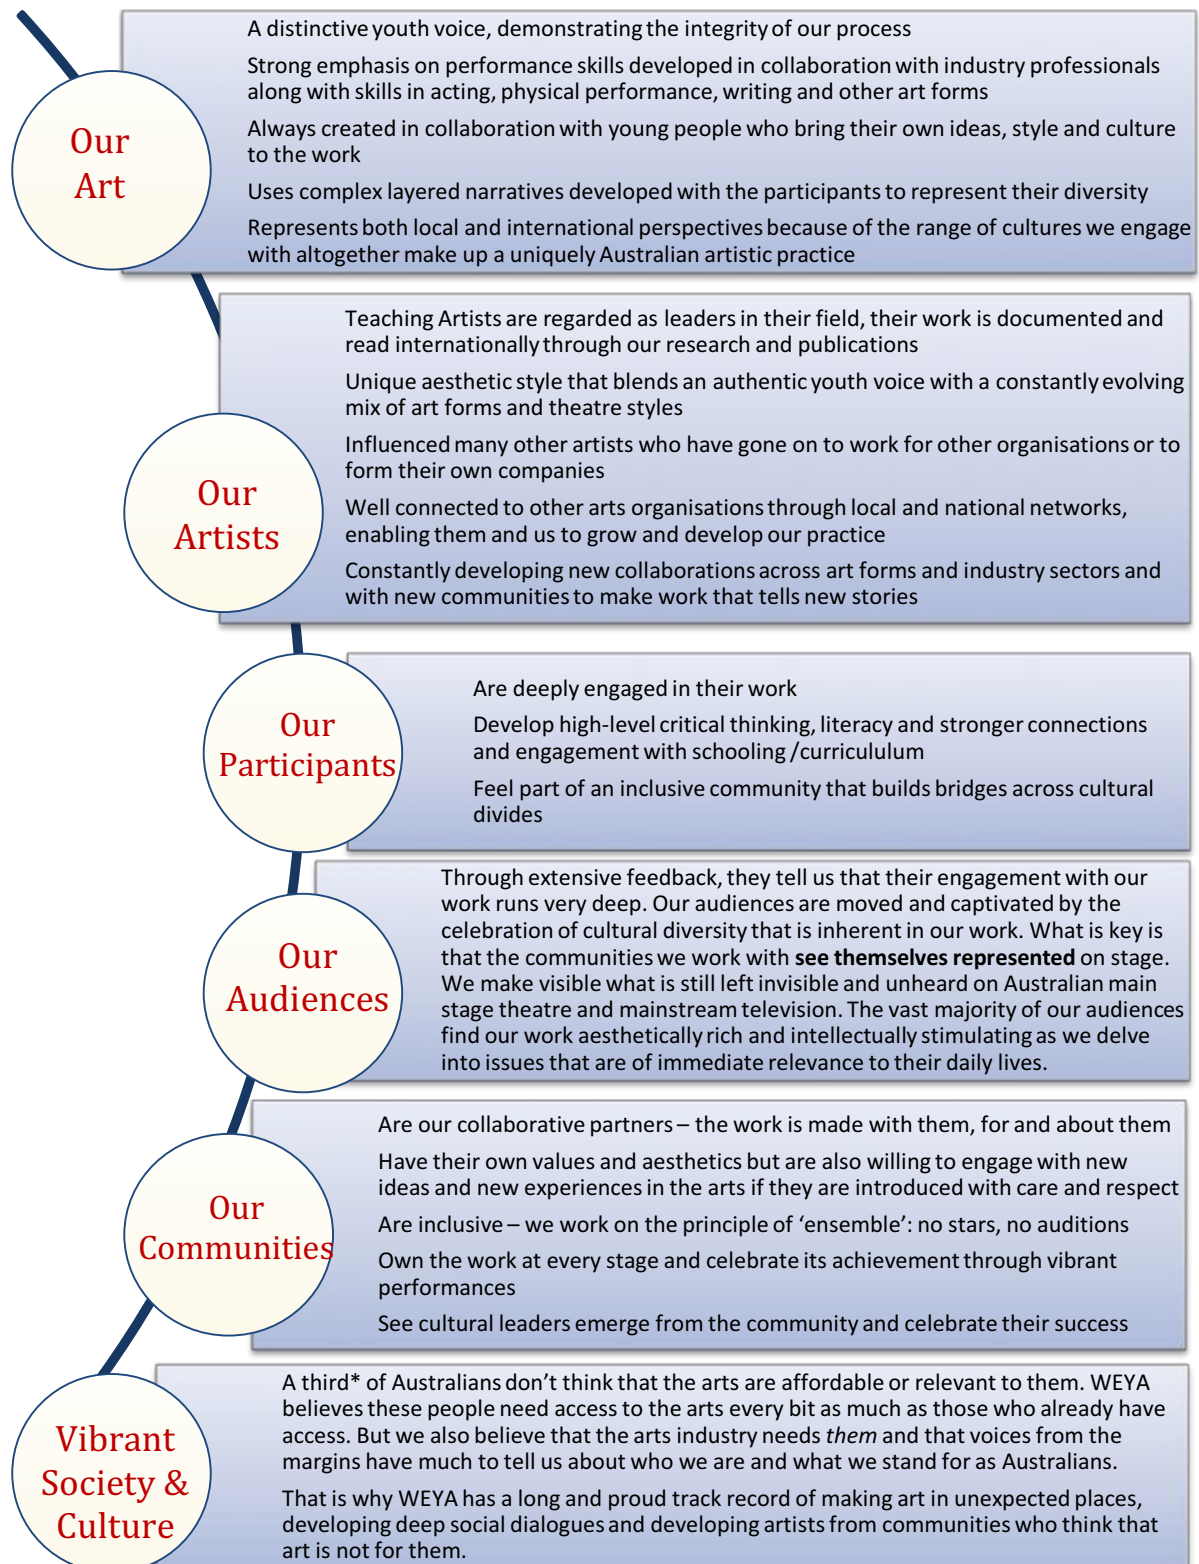 Our
Art
A distinctive youth voice, demonstrating the integrity of our process
Strong emphasis on performance skills developed in collaboration with industry professionals
along with skills in acting, physical performance, writing and other art forms
Always created in collaboration with young people who bring their own ideas, style and culture
to the work
Uses complex layered narratives developed with the participants to represent their diversity
Represents both local and international perspectives because of the range of cultures we engage
with altogether make up a uniquely Australian artistic practice
Our
Artists
Teaching Artists are regarded as leaders in their field, their work is documented and
read internationally through our research and publications
Unique aesthetic style that blends an authentic youth voice with a constantly evolving
mix of art forms and theatre styles
Influenced many other artists who have gone on to work for other organisations or to
form their own companies
Well connected to other arts organisations through local and national networks,
enabling them and us to grow and develop our practice
Constantly developing new collaborations across art forms and industry sectors and
with new communities to make work that tells new stories
Our
Participants
Are deeply engaged in their work
Develop high-level critical thinking, literacy and stronger connections
and engagement with schooling /curricululum
Feel part of an inclusive community that builds bridges across cultural
divides
Our
Audiences
Through extensive feedback, they tell us that their engagement with our
work runs very deep. Our audiences are moved and captivated by the
celebration of cultural diversity that is inherent in our work. What is key is
that the communities we work with see themselves represented on stage.
We make visible what is still left invisible and unheard on Australian main
stage theatre and mainstream television. The vast majority of our audiences
find our work aesthetically rich and intellectually stimulating as we delve
into issues that are of immediate relevance to their daily lives.
Our
Communities
Are our collaborative partners – the work is made with them, for and about them
Have their own values and aesthetics but are also willing to engage with new
ideas and new experiences in the arts if they are introduced with care and respect
Are inclusive – we work on the principle of ‘ensemble’: no stars, no auditions
Own the work at every stage and celebrate its achievement through vibrant
performances
See cultural leaders emerge from the community and celebrate their success
Vibrant
Society &
Culture
A third* of Australians don’t think that the arts are affordable or relevant to them. WEYA
believes these people need access to the arts every bit as much as those who already have
access. But we also believe that the arts industry needs them and that voices from the
margins have much to tell us about who we are and what we stand for as Australians.
That is why WEYA has a long and proud track record of making art in unexpected places,
developing deep social dialogues and developing artists from communities who think that
art is not for them.